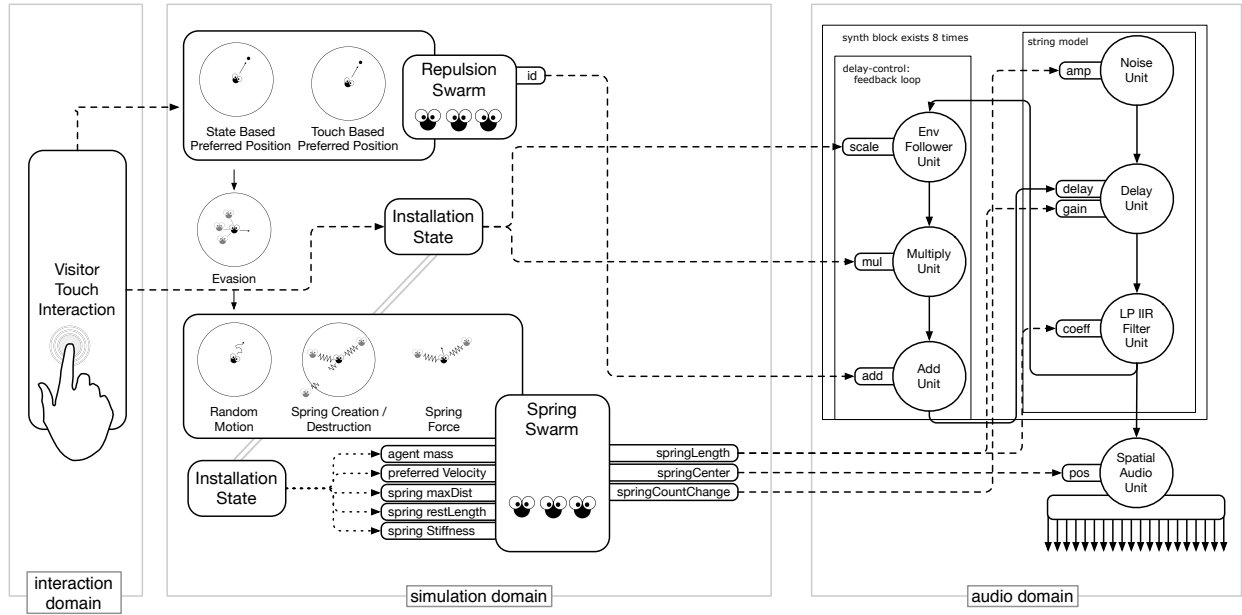 Visitor
Touch
Interaction
interaction
domain
State Based
Preferred Position
Touch Based
Preferred Position
Repulsion
Swarm
id
Evasion
Installation
State
Random
Motion
Spring Creation /
Destruction
Spring
Force
Spring
Swarm
Installation
State
agent mass
preferred Velocity
spring maxDist
spring restLength
spring Stiffness
springLength
springCenter
springCountChange
simulation domain
synth block exists 8 times
delay-control:
feedback loop
string model
scale
Env
Follower
Unit
mul
Multiply
Unit
add
Add
Unit
amp
Noise
Unit
delay
gain
Delay
Unit
coeff
LP IIR
Filter
Unit
pos
Spatial
Audio
Unit
audio domain